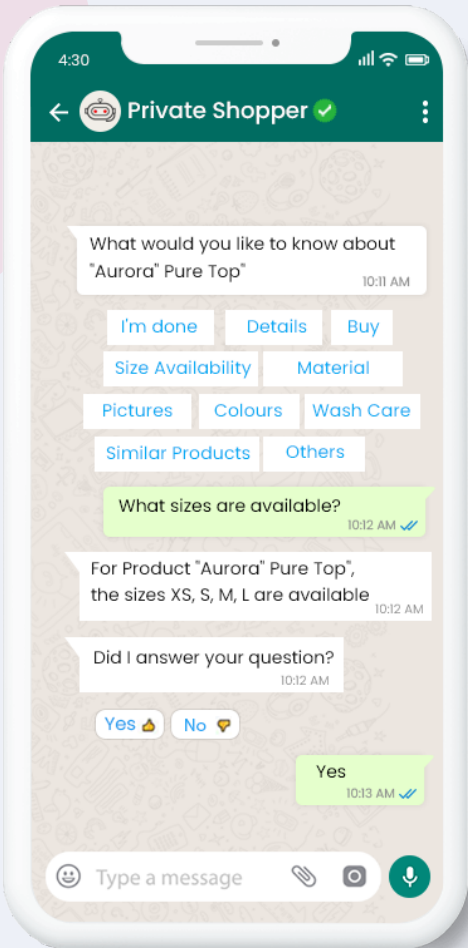 4:30
Private Shopper
What would you like to know about
"Aurora" Pure Top"
10:11 AM
I'm done Details Buy
Size Availability Material
Pictures Colours Wash Care
Similar Products Others
What sizes are available?
10:12 AM
For Product "Aurora" Pure Top",
the sizes XS, S, M, L are available
10:12 AM
Did I answer your question?
10:12 AM
Yes 👍 No 👎
Yes
10:13 AM
Type a message